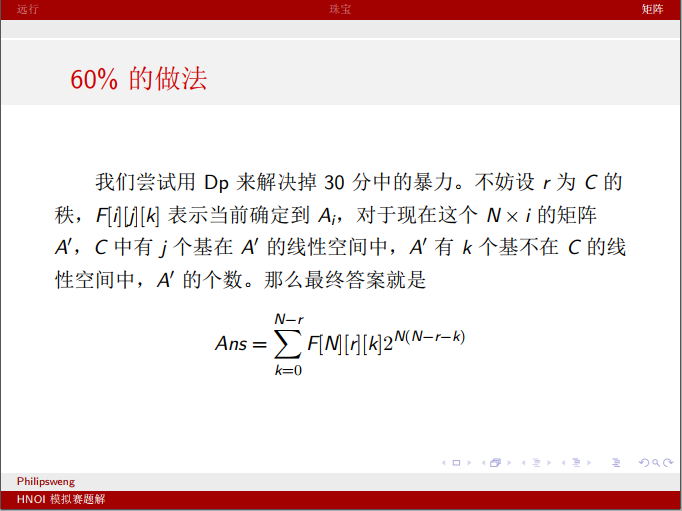 远行 珠宝 矩阵
60% 的做法
我们尝试用 Dp 来解决掉 30 分中的暴力。不妨设 r 为 C 的
秩，F[i][j][k] 表示当前确定到 A_i，对于现在这个 N × i 的矩阵
A′，C 中有 j 个基在 A′ 的线性空间中，A′ 有 k 个基不在 C 的线
性空间中，A′ 的个数。那么最终答案就是
Ans = \sum_{k=0}^{N−r} F[N][r][k]2^{N(N−r−k)}
Philipsweng
HNOI 模拟赛题解